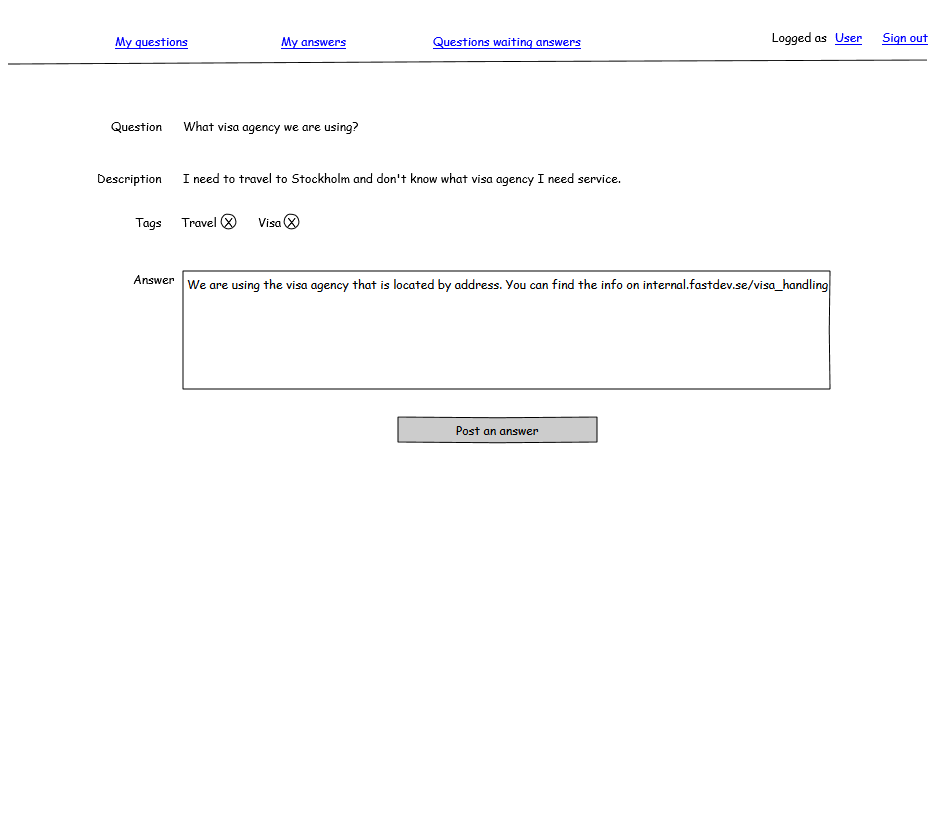 My questions My answers Questions waiting answers Logged as User Sign out
Question What visa agency we are using?
Description I need to travel to Stockholm and don't know what visa agency I need service.
Tags Travel X Visa X
Answer We are using the visa agency that is located by address. You can find the info on internal.fastdev.se/visa_handling
Post an answer